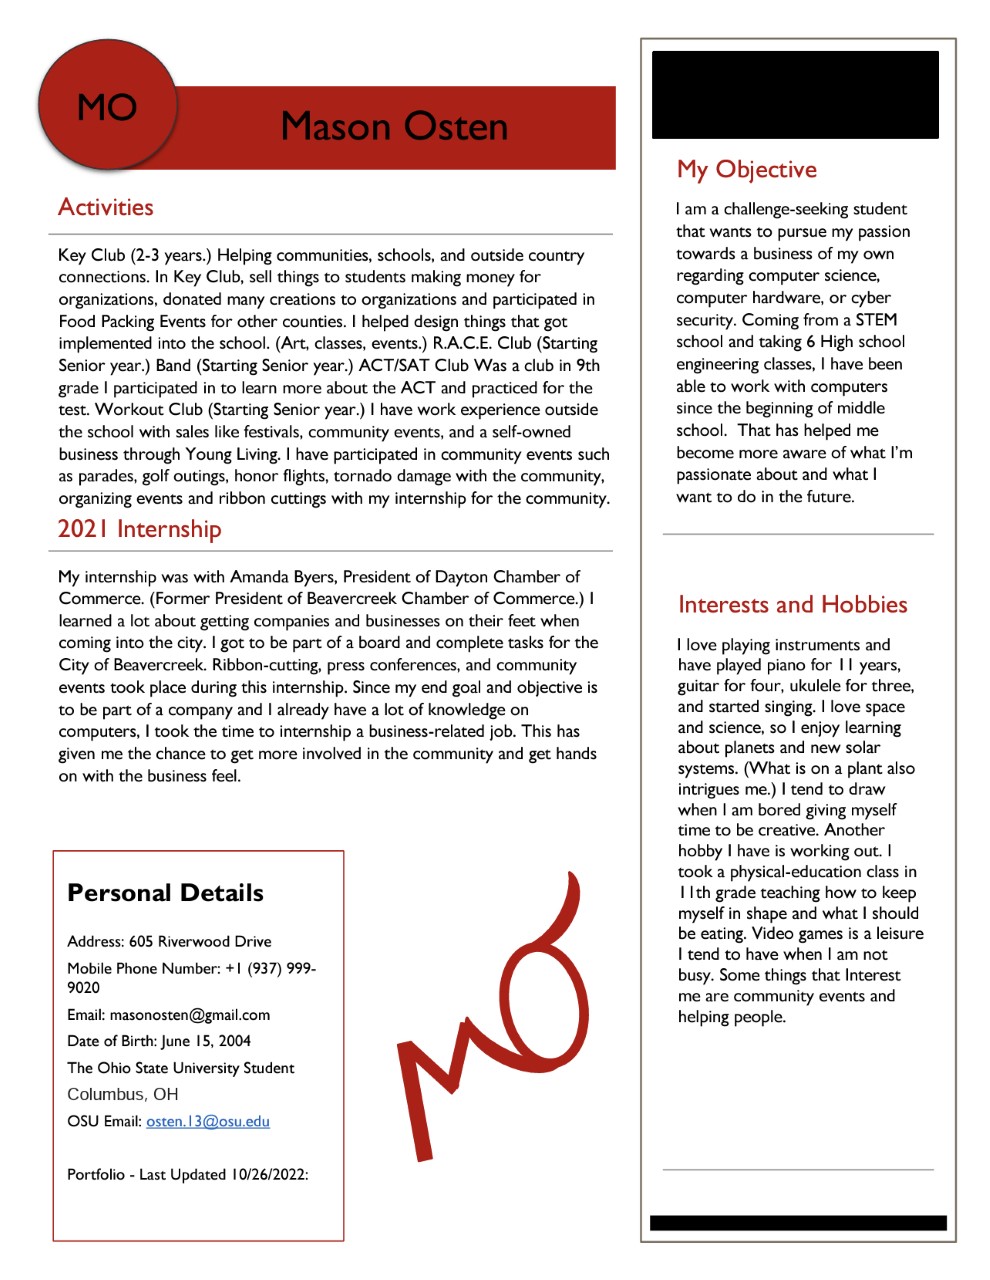 MO
Mason Osten
Activities
Key Club (2-3 years.) Helping communities, schools, and outside country
connections. In Key Club, sell things to students making money for
organizations, donated many creations to organizations and participated in
Food Packing Events for other counties. I helped design things that got
implemented into the school. (Art, classes, events.) R.A.C.E. Club (Starting
Senior year.) Band (Starting Senior year.) ACT/SAT Club Was a club in 9th
grade I participated in to learn more about the ACT and practiced for the
test. Workout Club (Starting Senior year.) I have work experience outside
the school with sales like festivals, community events, and a self-owned
business through Young Living. I have participated in community events such
as parades, golf outings, honor flights, tornado damage with the community,
organizing events and ribbon cuttings with my internship for the community.
2021 Internship
My internship was with Amanda Byers, President of Dayton Chamber of
Commerce. (Former President of Beavercreek Chamber of Commerce.) I
learned a lot about getting companies and businesses on their feet when
coming into the city. I got to be part of a board and complete tasks for the
City of Beavercreek. Ribbon-cutting, press conferences, and community
events took place during this internship. Since my end goal and objective is
to be part of a company and I already have a lot of knowledge on
computers, I took the time to internship a business-related job. This has
given me the chance to get more involved in the community and get hands
on with the business feel.
Personal Details
Address: 605 Riverwood Drive
Mobile Phone Number: +1 (937) 999-
9020
Email: masonosten@gmail.com
Date of Birth: June 15, 2004
The Ohio State University Student
Columbus, OH
OSU Email: osten.13@osu.edu
Portfolio - Last Updated 10/26/2022:
MO
My Objective
I am a challenge-seeking student
that wants to pursue my passion
towards a business of my own
regarding computer science,
computer hardware, or cyber
security. Coming from a STEM
school and taking 6 High school
engineering classes, I have been
able to work with computers
since the beginning of middle
school.  That has helped me
become more aware of what I'm
passionate about and what I
want to do in the future.
Interests and Hobbies
I love playing instruments and
have played piano for 11 years,
guitar for four, ukulele for three,
and started singing. I love space
and science, so I enjoy learning
about planets and new solar
systems. (What is on a plant also
intrigues me.) I tend to draw
when I am bored giving myself
time to be creative. Another
hobby I have is working out. I
took a physical-education class in
11th grade teaching how to keep
myself in shape and what I should
be eating. Video games is a leisure
I tend to have when I am not
busy. Some things that Interest
me are community events and
helping people.